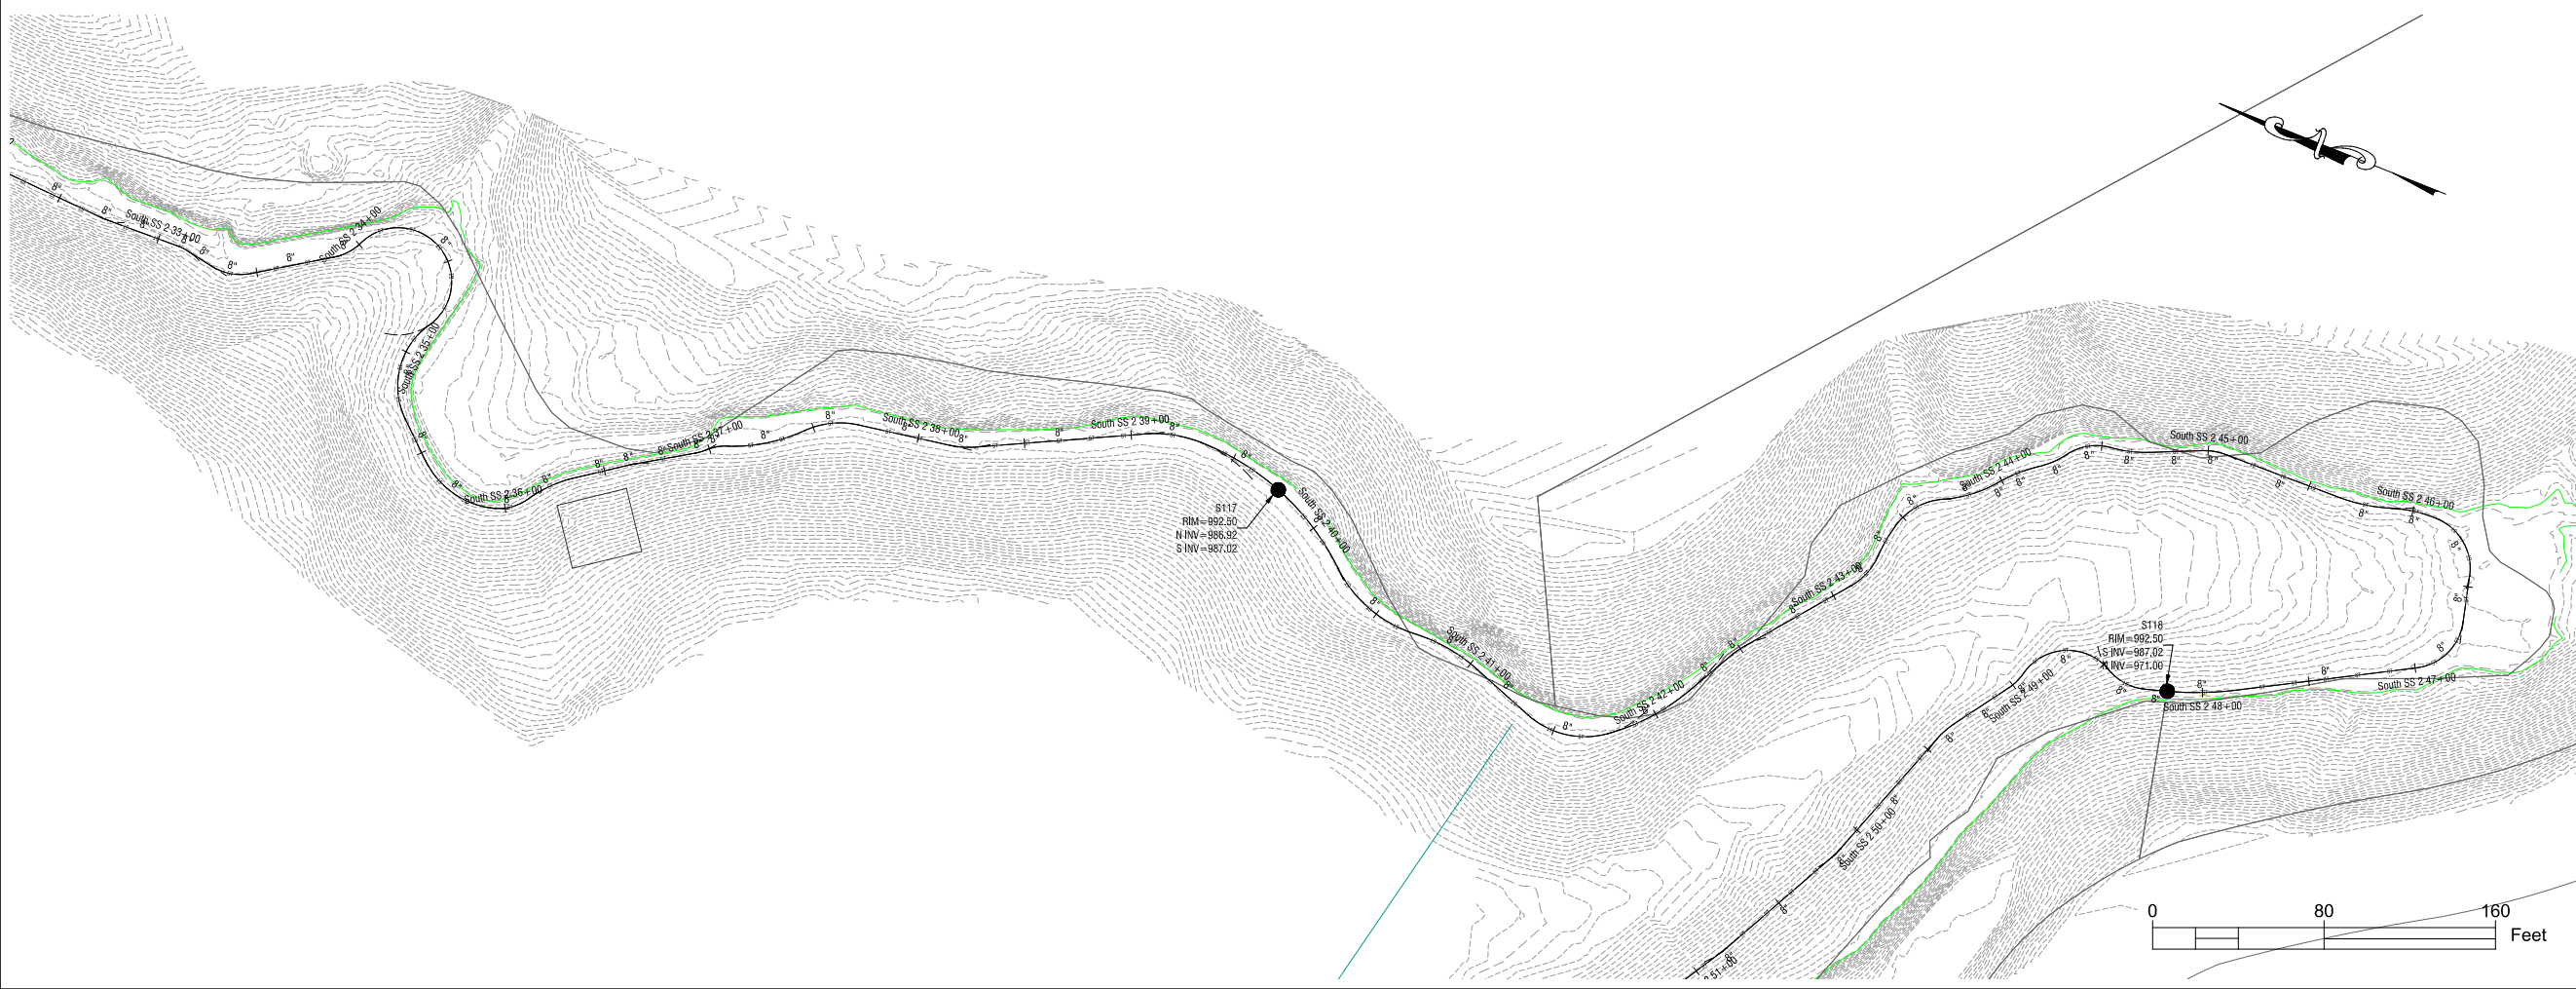 South SS 2 33+00
South SS 2 34+00
South SS 2 35+00
South SS 2 36+00
South SS 2 37+00
South SS 2 38+00
South SS 2 39+00
South SS 2 40+00
South SS 2 41+00
South SS 2 42+00
South SS 2 43+00
South SS 2 44+00
South SS 2 45+00
South SS 2 46+00
South SS 2 47+00
South SS 2 48+00
South SS 2 49+00
South SS 2 50+00
2 51+00
8"
S117
RIM=992.50
N INV=986.92
S INV=987.02
S118
RIM=992.50
S INV=987.02
N INV=971.00
N
0 80 160
Feet